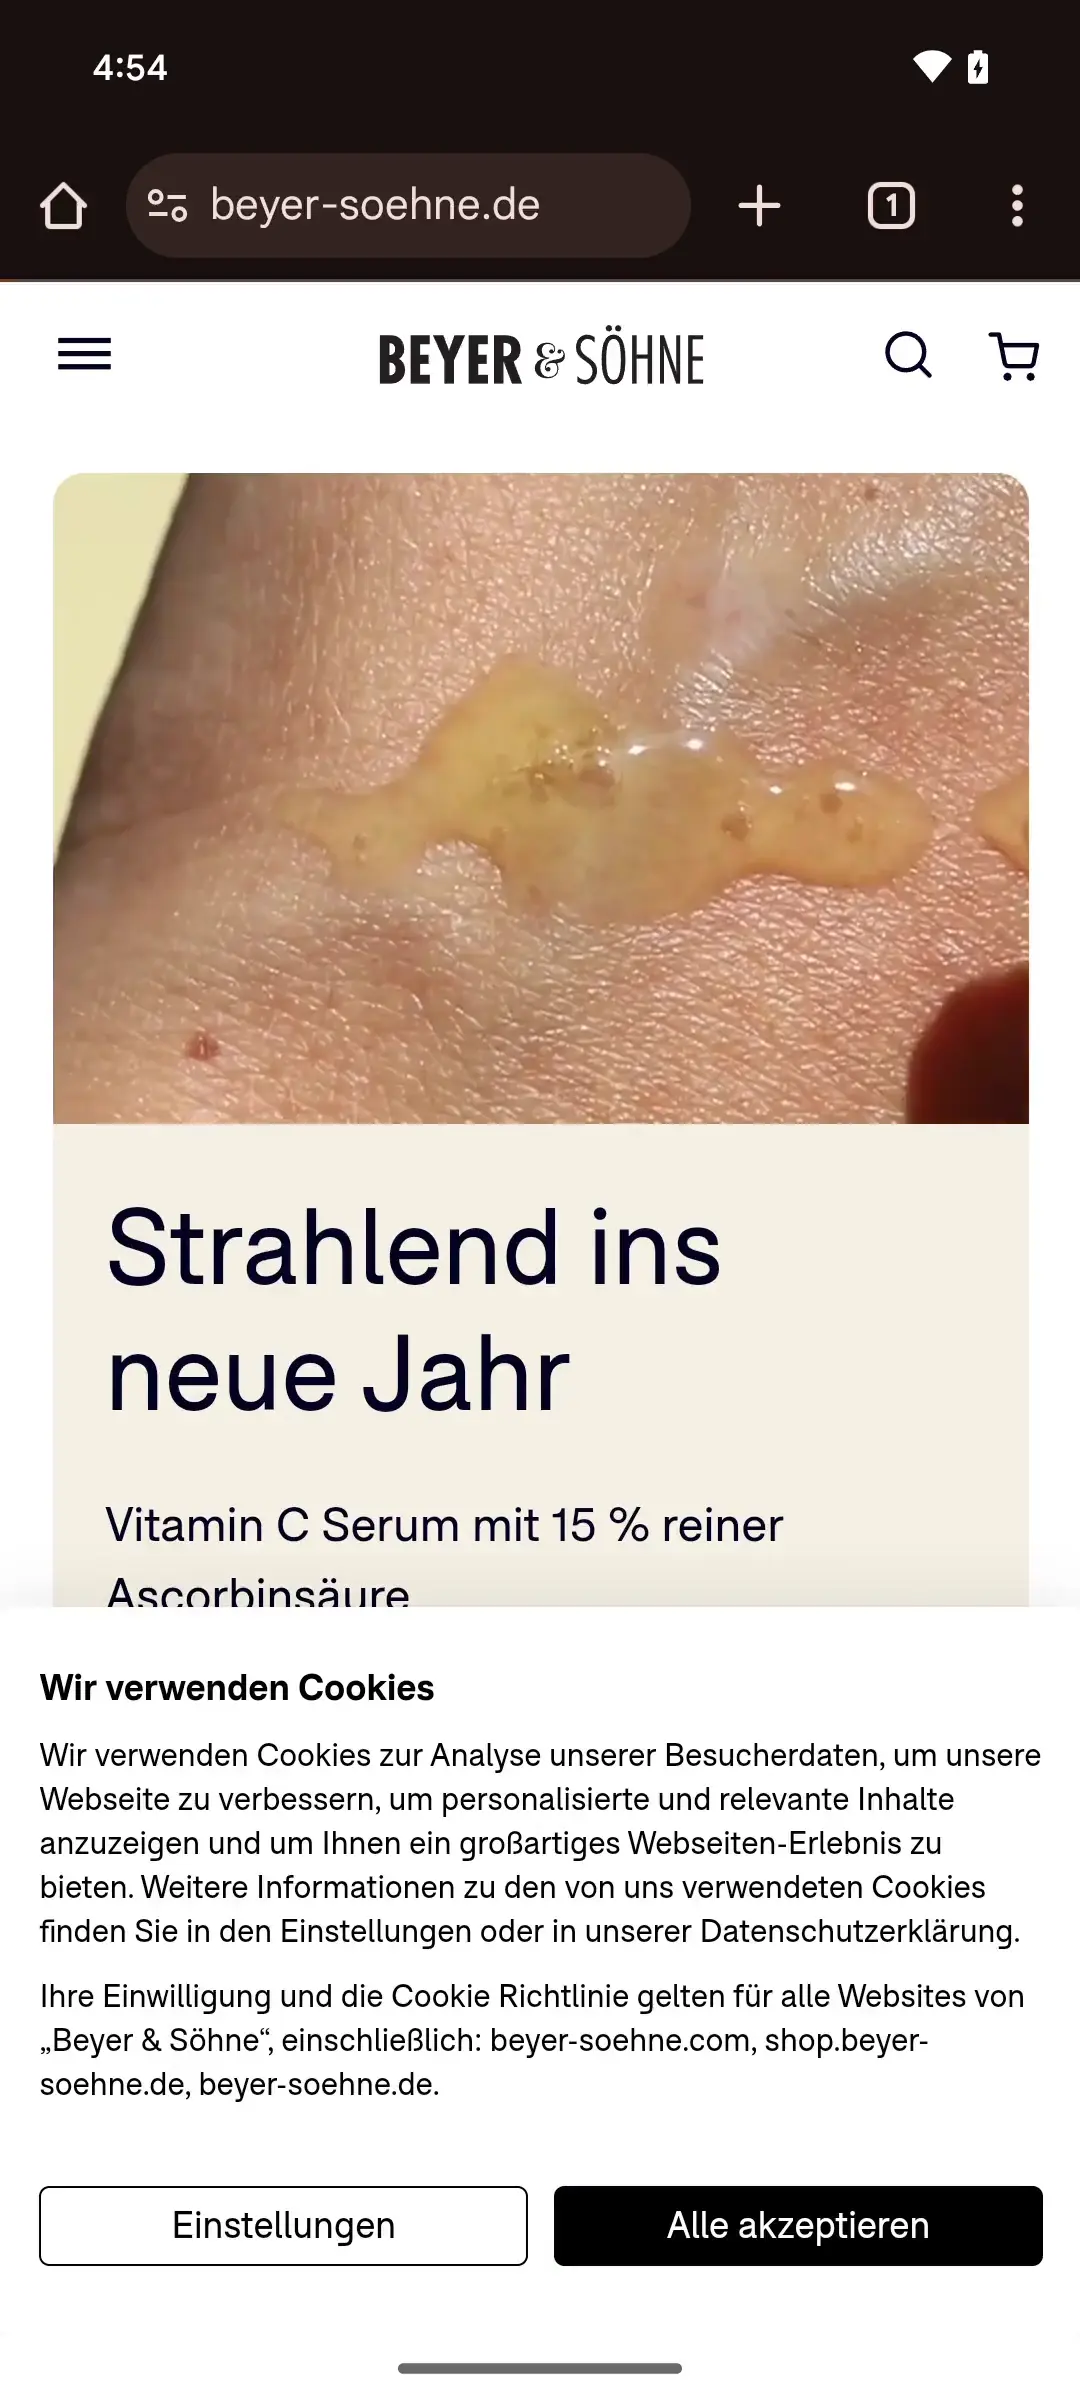 4:54
beyer-soehne.de
1
BEYER & SÖHNE
Strahlend ins
neue Jahr
Vitamin C Serum mit 15 % reiner
Ascorbinsäure
Wir verwenden Cookies
Wir verwenden Cookies zur Analyse unserer Besucherdaten, um unsere
Webseite zu verbessern, um personalisierte und relevante Inhalte
anzuzeigen und um Ihnen ein großartiges Webseiten-Erlebnis zu
bieten. Weitere Informationen zu den von uns verwendeten Cookies
finden Sie in den Einstellungen oder in unserer Datenschutzerklärung.
Ihre Einwilligung und die Cookie Richtlinie gelten für alle Websites von
„Beyer & Söhne“, einschließlich: beyer-soehne.com, shop.beyer-
soehne.de, beyer-soehne.de.
Einstellungen
Alle akzeptieren